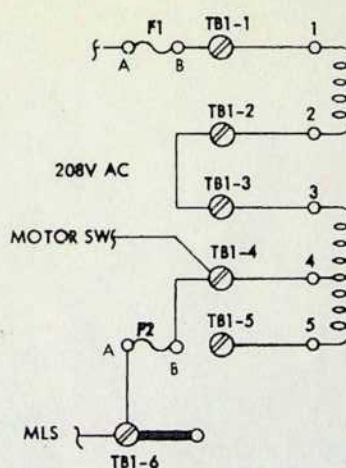 F1
TB1-1
1
A
B
TB1-2
2
208V AC
TB1-3
3
MOTOR SW
TB1-4
4
F2
TB1-5
5
A
B
MLS
TB1-6